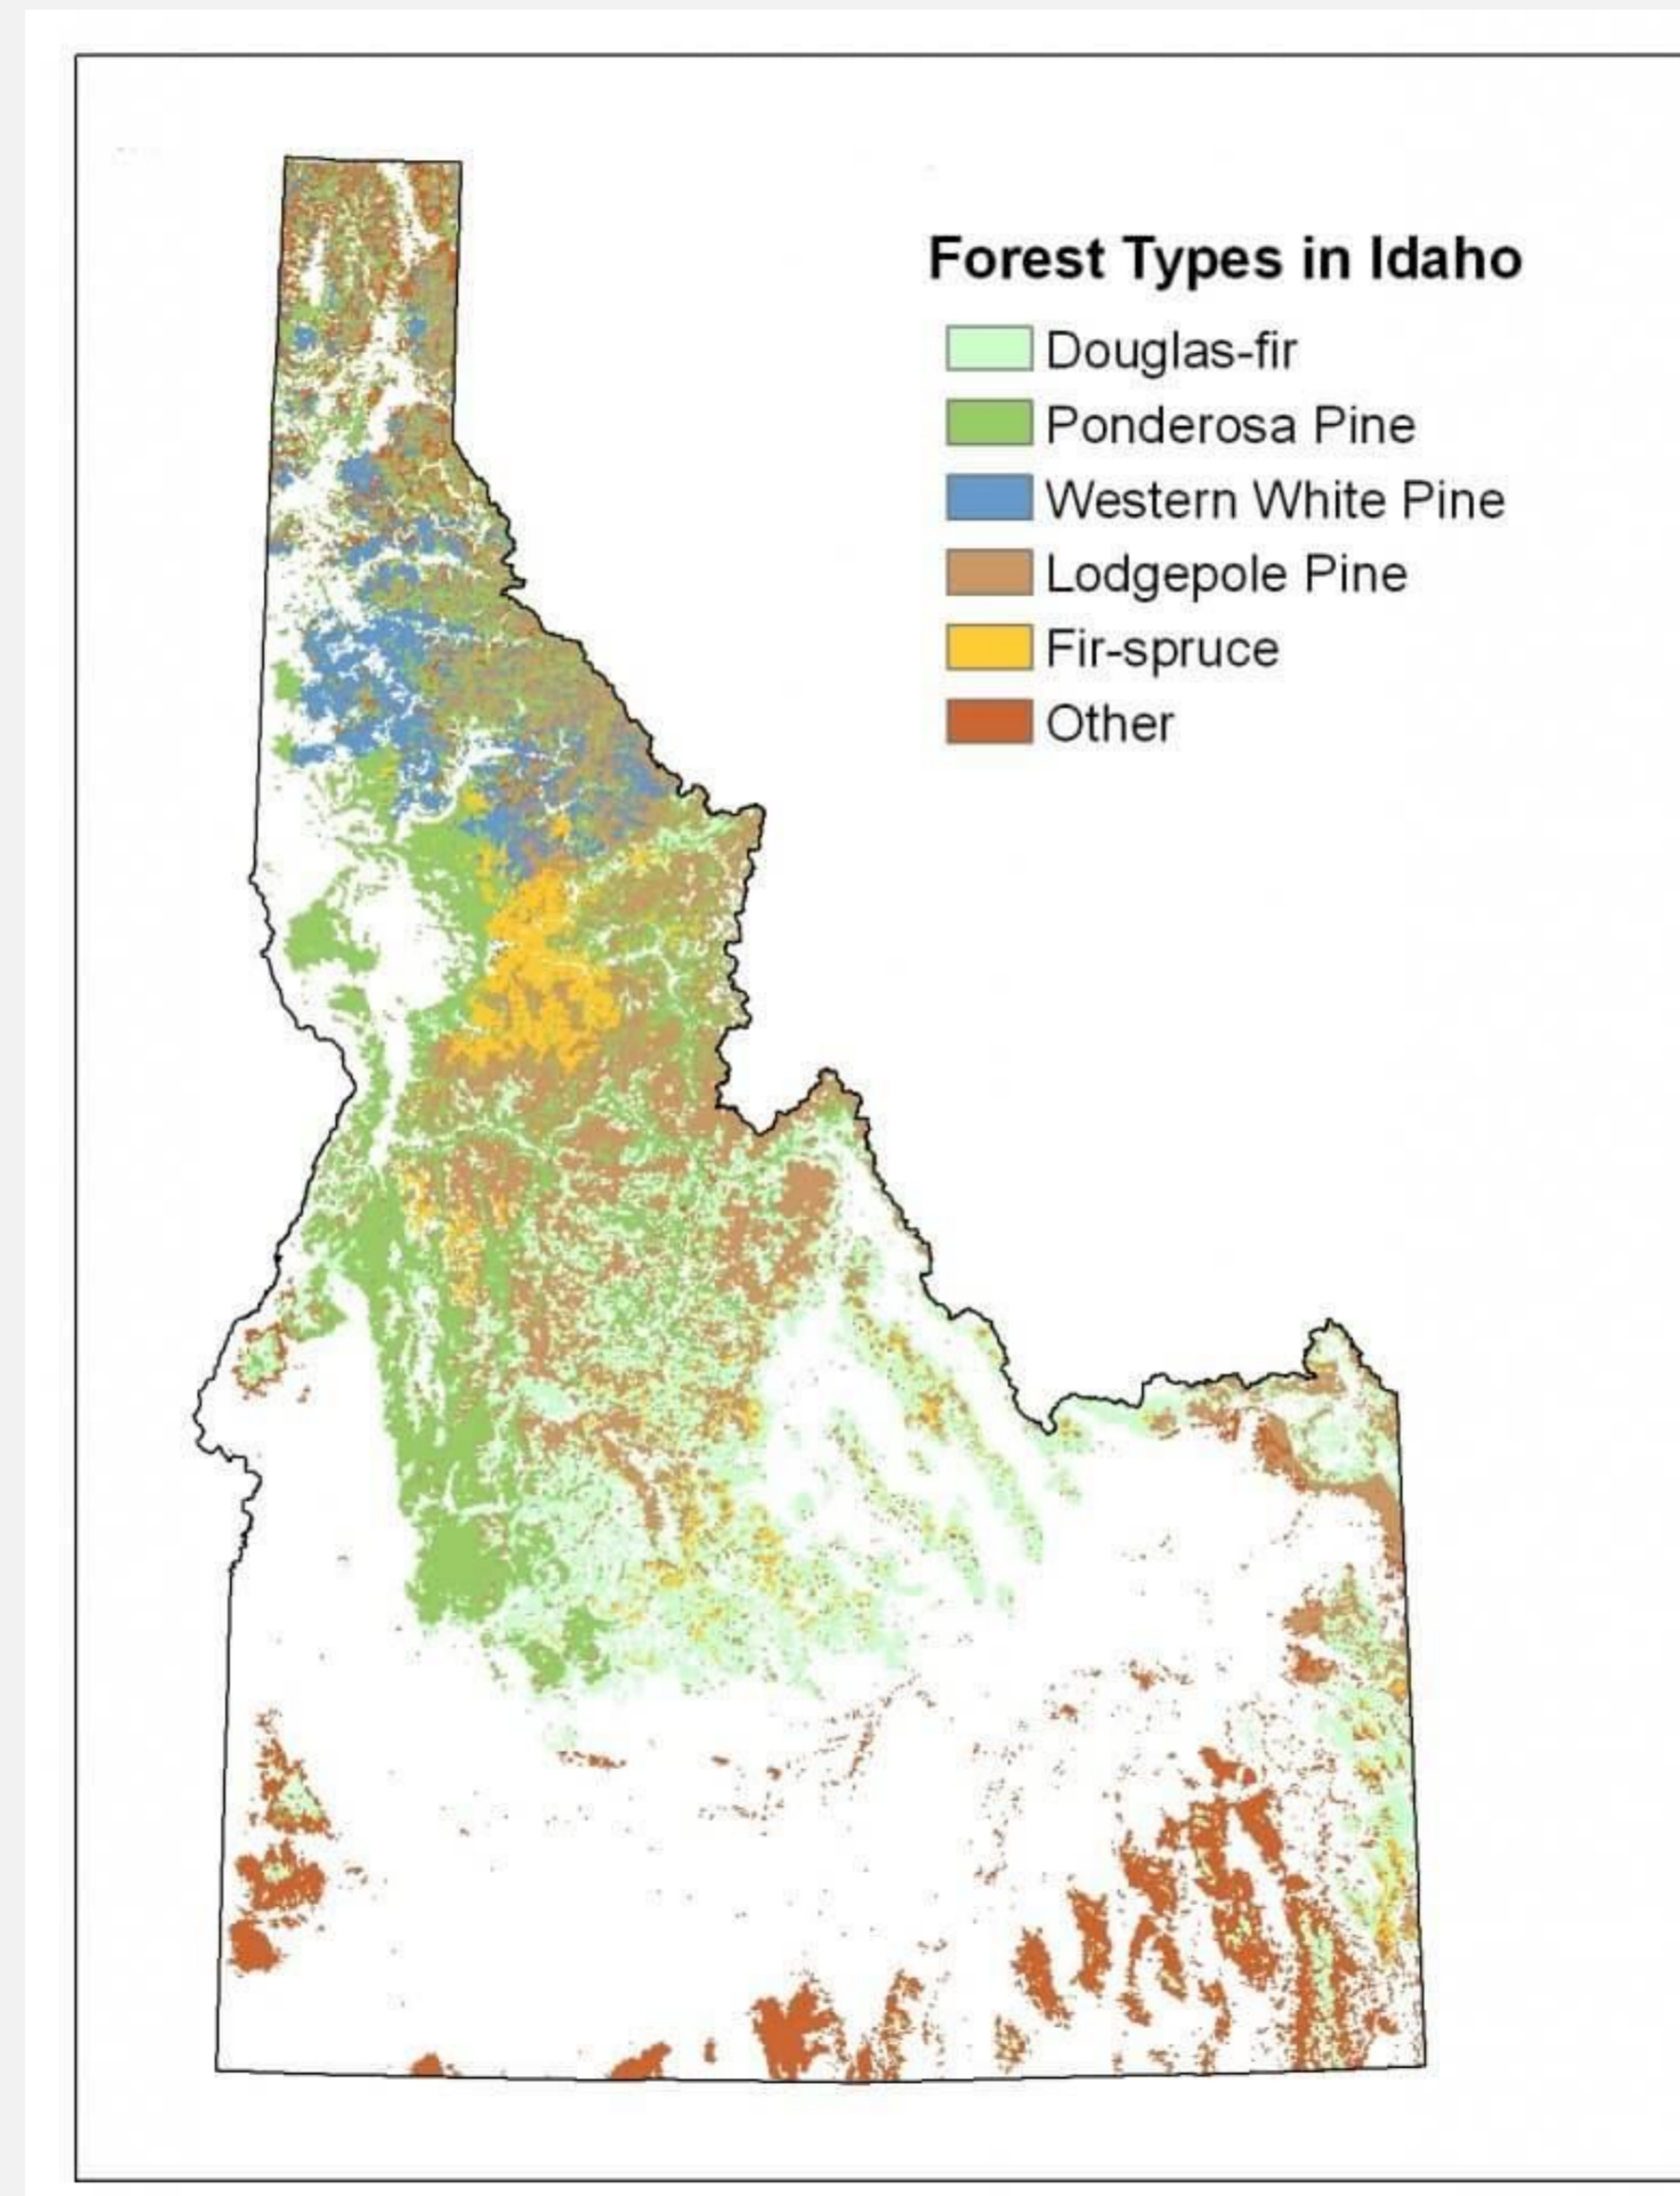 Forest Types in Idaho
Douglas-fir
Ponderosa Pine
Western White Pine
Lodgepole Pine
Fir-spruce
Other